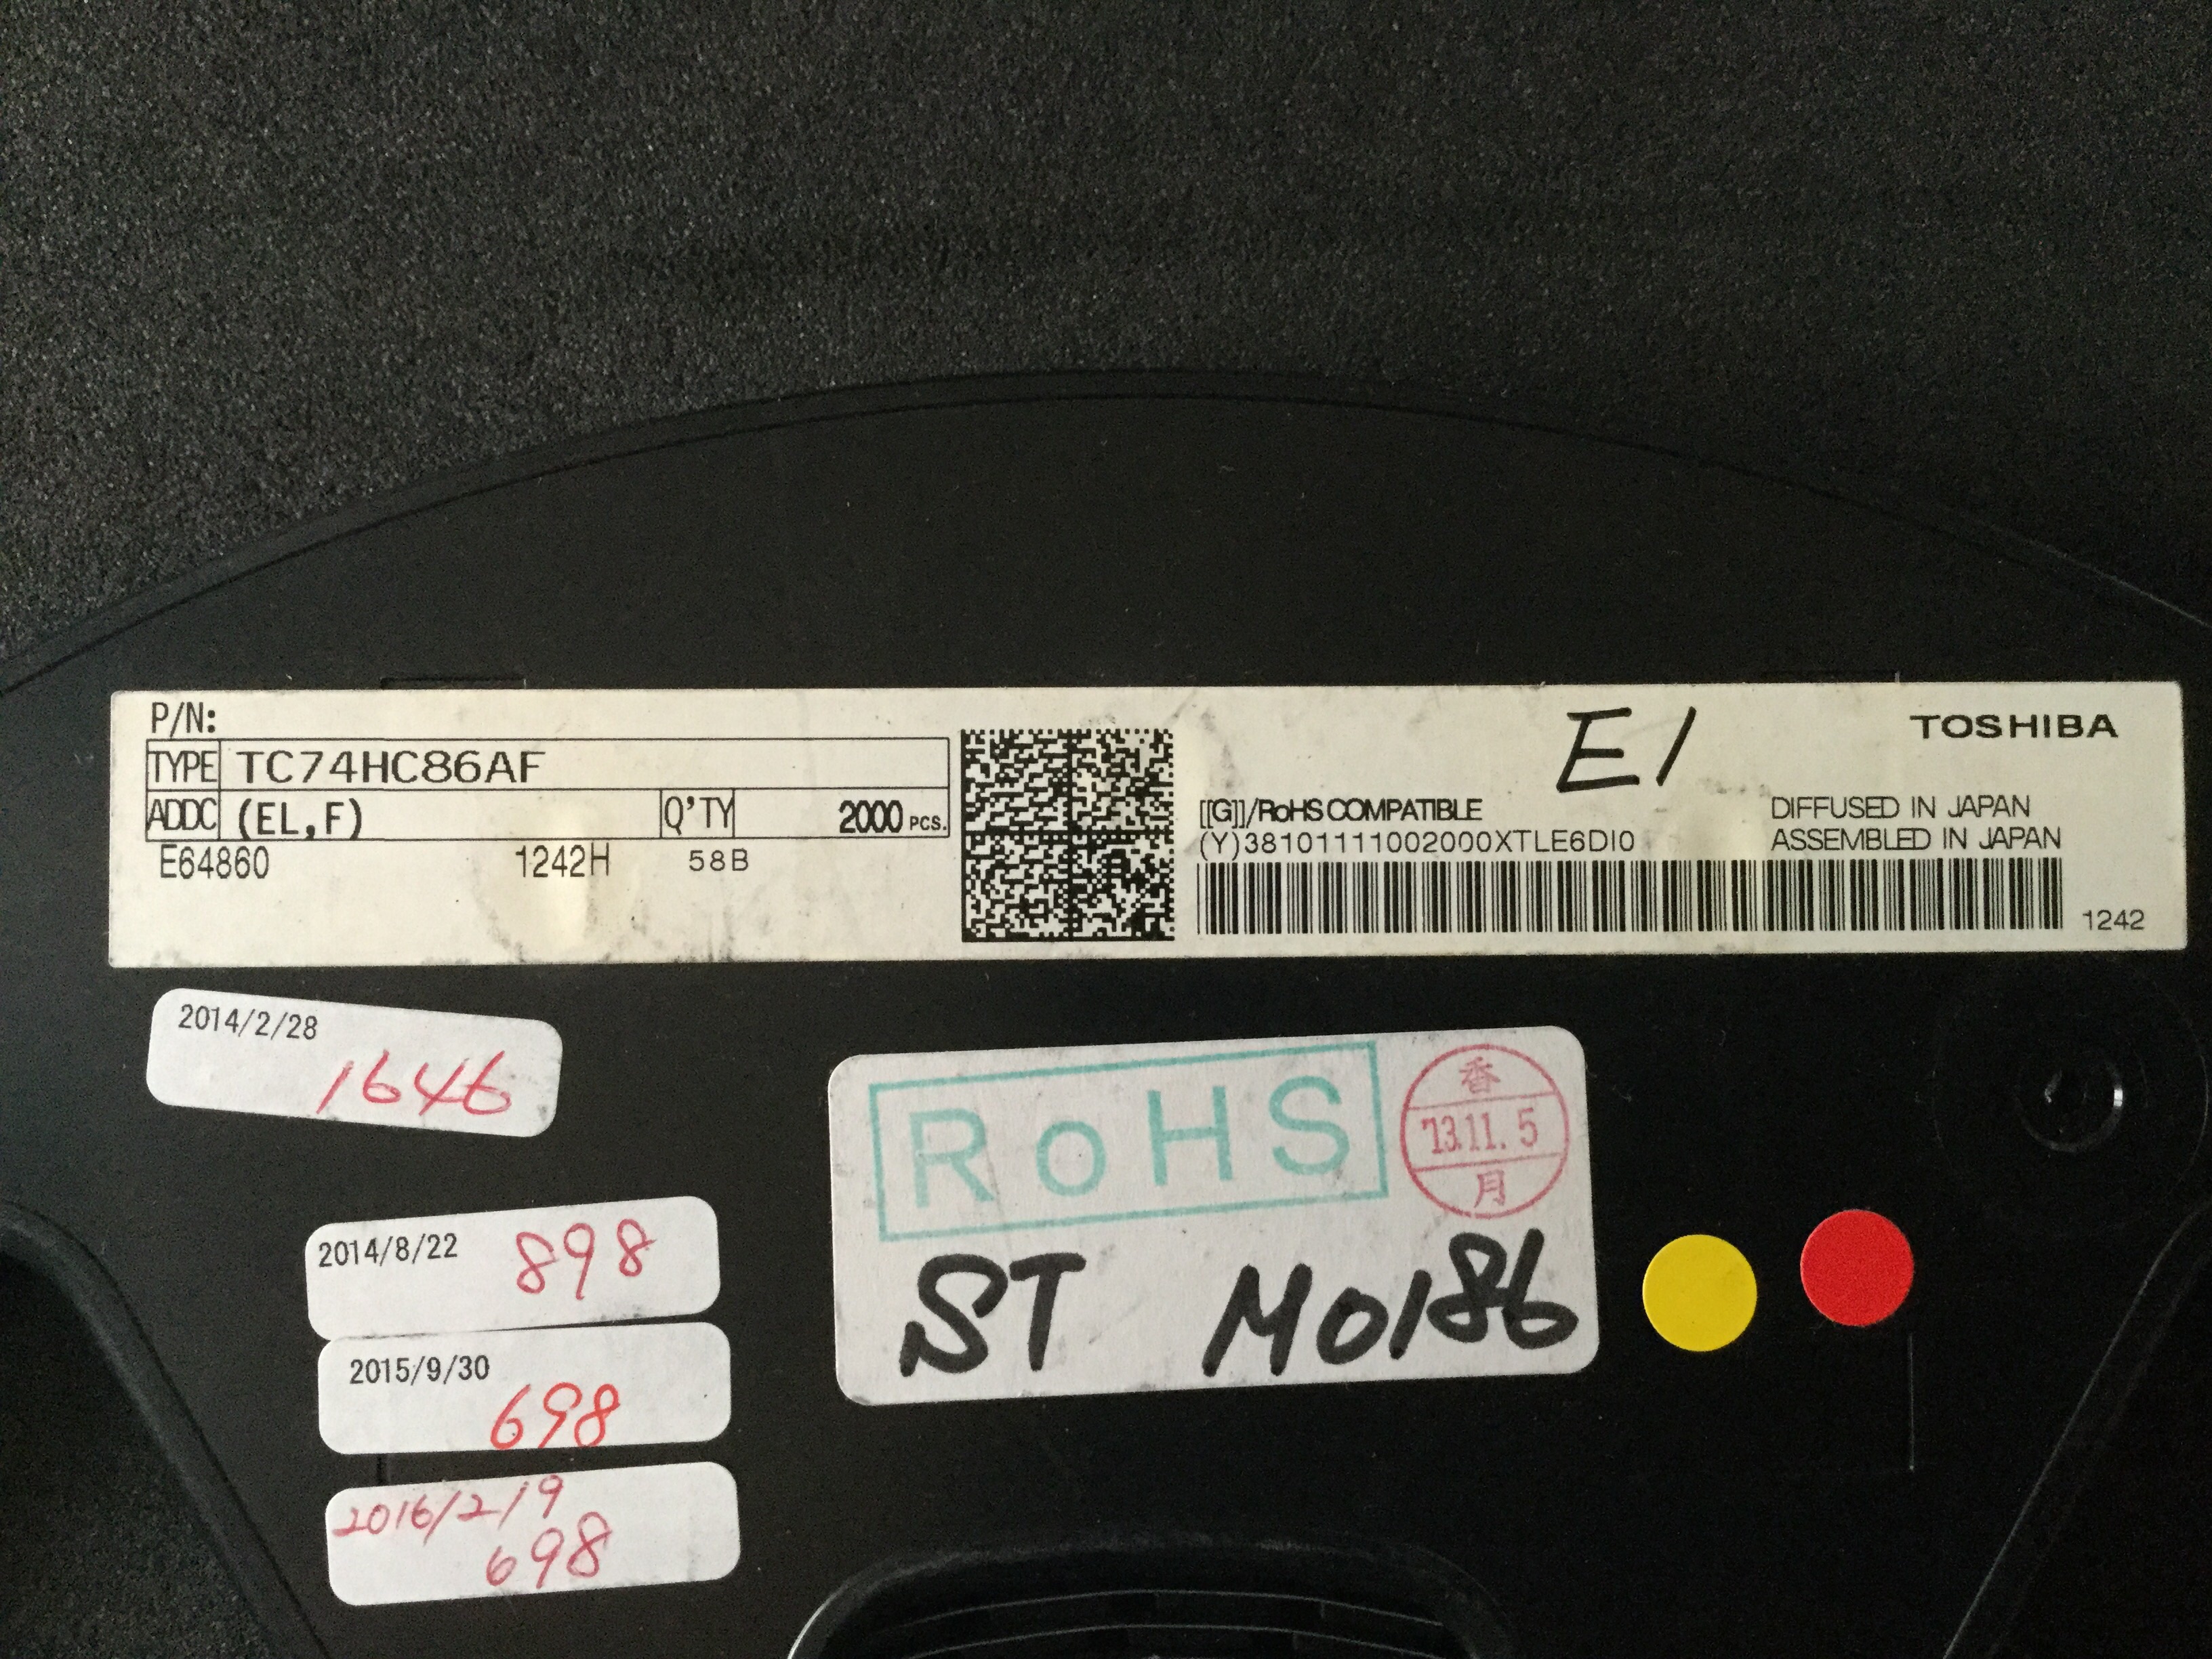 P/N:
TYPE TC74HC86AF
ADDC (EL,F) Q'TY 2000 PCS.
E64860 1242H 58B
E1
TOSHIBA
[[G]]/RoHS COMPATIBLE
(Y)38101111002000XTLE6DI0
DIFFUSED IN JAPAN
ASSEMBLED IN JAPAN
1242
2014/2/28
1646
2014/8/22 898
2015/9/30
698
2016/2/19
698
RoHS
香
'13.11.5
月
ST M0186